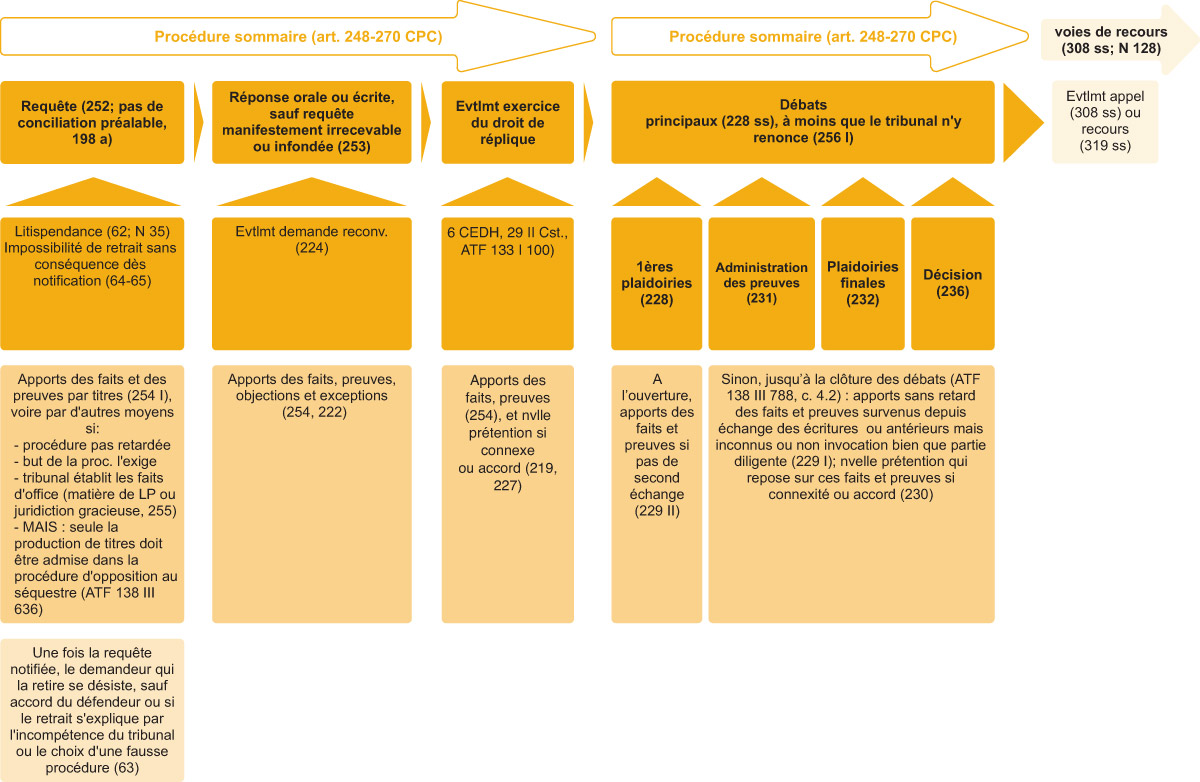 Procédure sommaire (art. 248-270 CPC)
Procédure sommaire (art. 248-270 CPC)
voies de recours
(308 ss; N 128)
Requête (252; pas de
conciliation préalable,
198 a)
Réponse orale ou écrite,
sauf requête
manifestement irrecevable
ou infondée (253)
Evtlmt exercice
du droit de
réplique
Débats
principaux (228 ss), à moins que le tribunal n'y
renonce (256 I)
Evtlmt appel
(308 ss) ou
recours
(319 ss)
Litispendance (62; N 35)
Impossibilité de retrait sans
conséquence dès
notification (64-65)
Evtlmt demande reconv.
(224)
6 CEDH, 29 II Cst.,
ATF 133 I 100)
1ères
plaidoiries
(228)
Administration
des preuves
(231)
Plaidoiries
finales
(232)
Décision
(236)
Apports des faits et des
preuves par titres (254 I),
voire par d'autres moyens
si:
- procédure pas retardée
- but de la proc. l'exige
- tribunal établit les faits
d'office (matière de LP ou
juridiction gracieuse, 255)
- MAIS : seule la
production de titres doit
être admise dans la
procédure d'opposition au
séquestre (ATF 138 III
636)
Apports des faits, preuves,
objections et exceptions
(254, 222)
Apports des
faits, preuves
(254), et nvlle
prétention si
connexe
ou accord (219,
227)
A
l’ouverture,
apports des
faits et
preuves si
pas de
second
échange
(229 II)
Sinon, jusqu’à la clôture des débats (ATF
138 III 788, c. 4.2) : apports sans retard
des faits et preuves survenus depuis
échange des écritures ou antérieurs mais
inconnus ou non invocation bien que partie
diligente (229 I); nvelle prétention qui
repose sur ces faits et preuves si
connexité ou accord (230)
Une fois la requête
notifiée, le demandeur qui
la retire se désiste, sauf
accord du défendeur ou si
le retrait s'explique par
l'incompétence du tribunal
ou le choix d'une fausse
procédure (63)